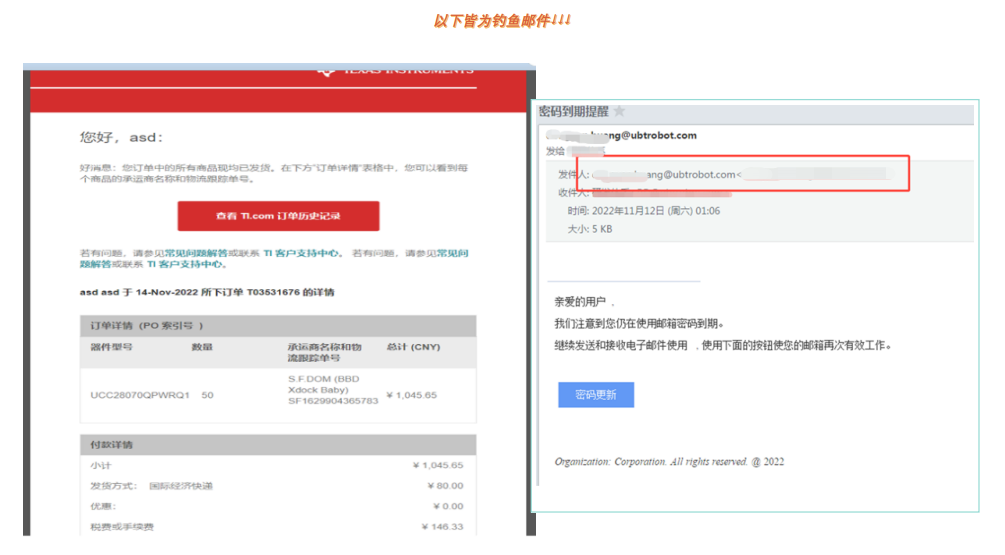 以下皆为钓鱼邮件!!!
TEXAS INSTRUMENTS
您好，asd：
好消息：您订单中的所有商品现均已发货。在下方“订单详情”表格中，您可以看到每
个商品的承运商名称和物流跟踪单号。
查看 TI.com 订单历史记录
若有问题，请参见常见问题解答或联系 TI 客户支持中心。 若有问题，请参见常见问
题解答或联系 TI 客户支持中心。
asd asd 于 14-Nov-2022 所下订单 T03531676 的详情
订单详情（PO 索引号 ）
器件型号 数量 承运商名称和物 总计 (CNY)
流跟踪单号
S.F.DOM (BBD
UCC28070QPWRQ1 50 Xdock Baby) ¥ 1,045.65
SF1629904365783
付款详情
小计 ¥ 1,045.65
发货方式： 国际经济快递 ¥ 80.00
优惠： ¥ 0.00
税费或手续费 ¥ 146.33
密码到期提醒
@ubtrobot.com
发给
发件人: ang@ubtrobot.com<
收件人:
时间: 2022年11月12日 (周六) 01:06
大小: 5 KB
亲爱的用户 .
我们注意到您仍在使用邮箱密码到期。
继续发送和接收电子邮件使用 . 使用下面的按钮使您的邮箱再次有效工作。
密码更新
Organization: Corporation. All rights reserved. @ 2022